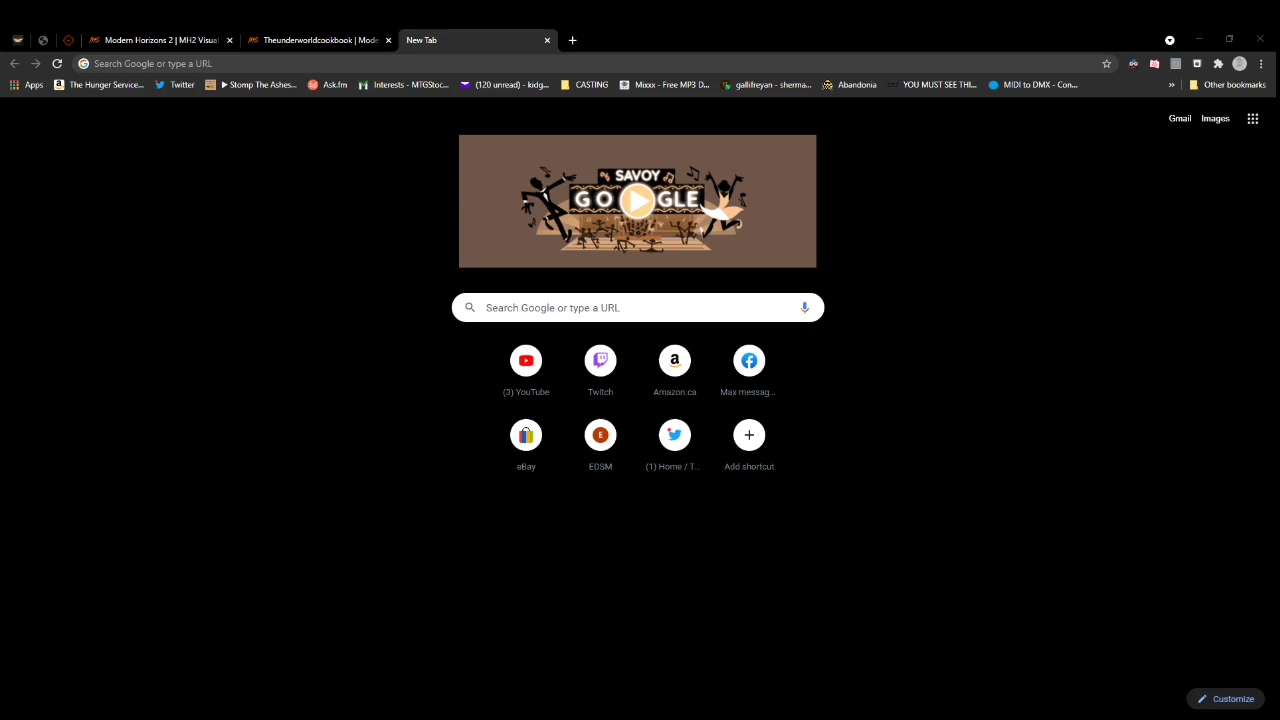 Modern Horizons 2 | MH2 Visual
Theunderworldcookbook | Mode
New Tab
Search Google or type a URL
Apps
The Hunger Service...
Twitter
Stomp The Ashes...
Ask.fm
Interests - MTGStoc...
(120 unread) - kidg...
CASTING
Mixxx - Free MP3 D...
gallifreyan - sherma...
Abandonia
YOU MUST SEE THI...
MIDI to DMX - Con...
»
Other bookmarks
Gmail Images
SAVOY
GO GLE
Search Google or type a URL
(3) YouTube
Twitch
Amazon.ca
Max messag...
E
eBay
EDSM
(1) Home / T...
Add shortcut
Customize